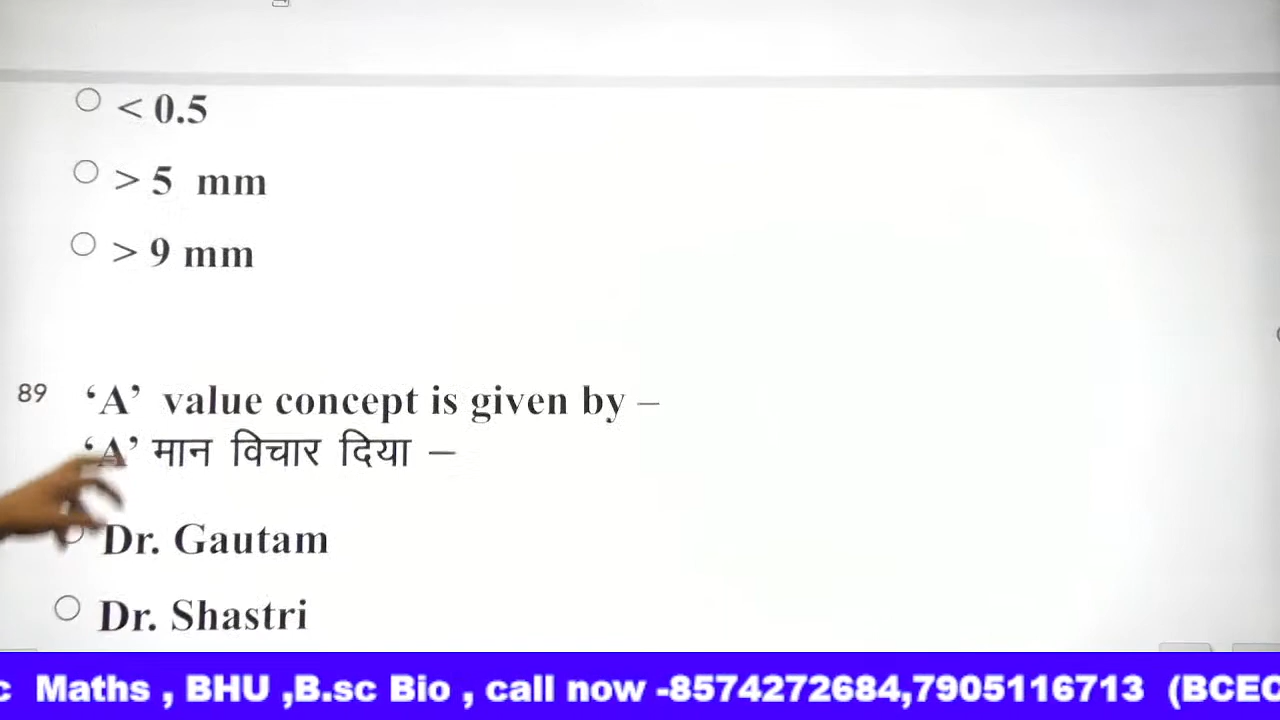 < 0.5
> 5 mm
> 9 mm
89 ‘A’ value concept is given by –
‘A’ मान विचार दिया –
Dr. Gautam
Dr. Shastri
c Maths , BHU ,B.sc Bio , call now -8574272684,7905116713 (BCEC